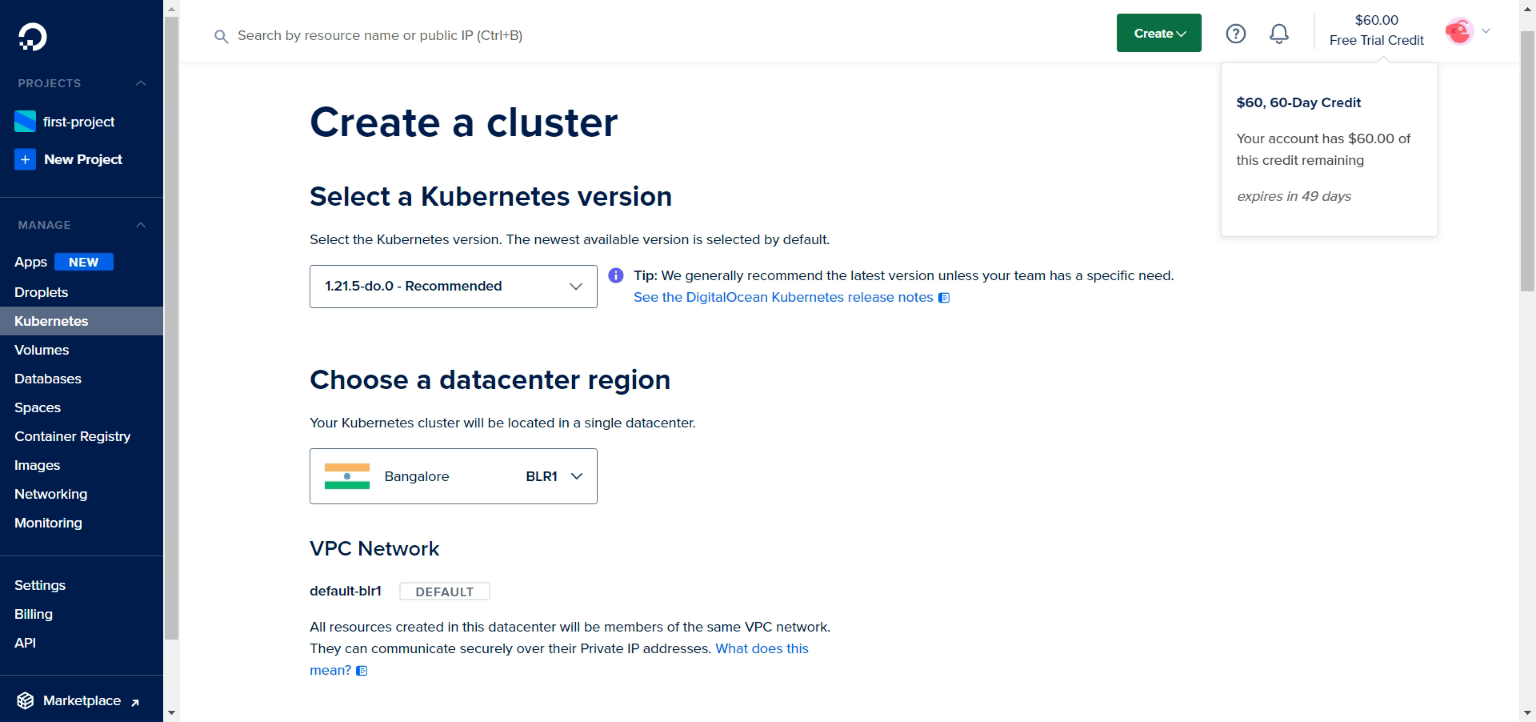 Search by resource name or public IP (Ctrl+B)
Create
?
$60.00
Free Trial Credit
PROJECTS
first-project
+ New Project
MANAGE
Apps NEW
Droplets
Kubernetes
Volumes
Databases
Spaces
Container Registry
Images
Networking
Monitoring
Settings
Billing
API
Marketplace
$60, 60-Day Credit
Your account has $60.00 of
this credit remaining
expires in 49 days
Create a cluster
Select a Kubernetes version
Select the Kubernetes version. The newest available version is selected by default.
1.21.5-do.0 - Recommended
i Tip: We generally recommend the latest version unless your team has a specific need.
See the DigitalOcean Kubernetes release notes
Choose a datacenter region
Your Kubernetes cluster will be located in a single datacenter.
Bangalore BLR1
VPC Network
default-blr1 DEFAULT
All resources created in this datacenter will be members of the same VPC network.
They can communicate securely over their Private IP addresses. What does this
mean?